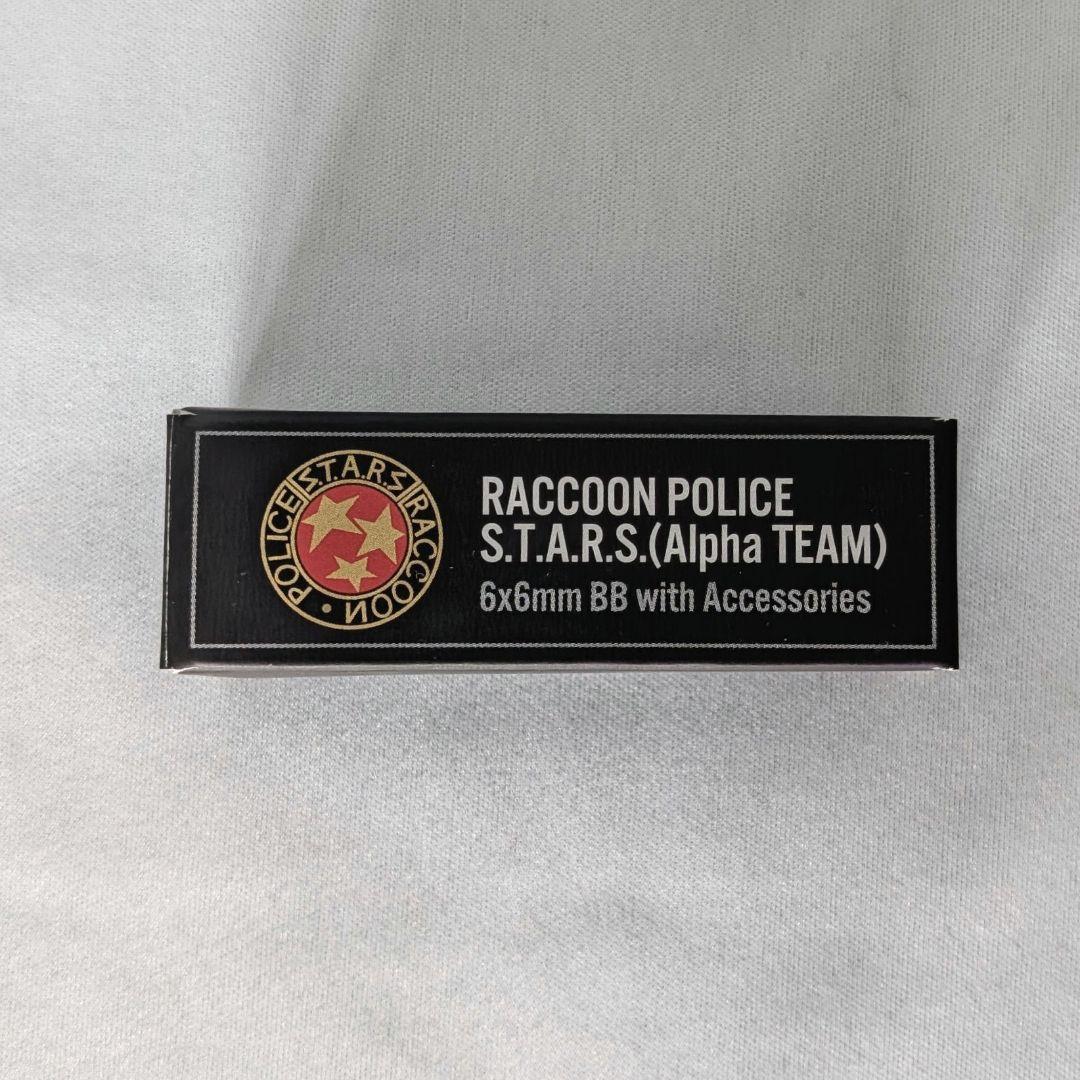 S.T.A.R.S
RACCOON
POLICE
RACCOON POLICE
S.T.A.R.S.(Alpha TEAM)
6x6mm BB with Accessories